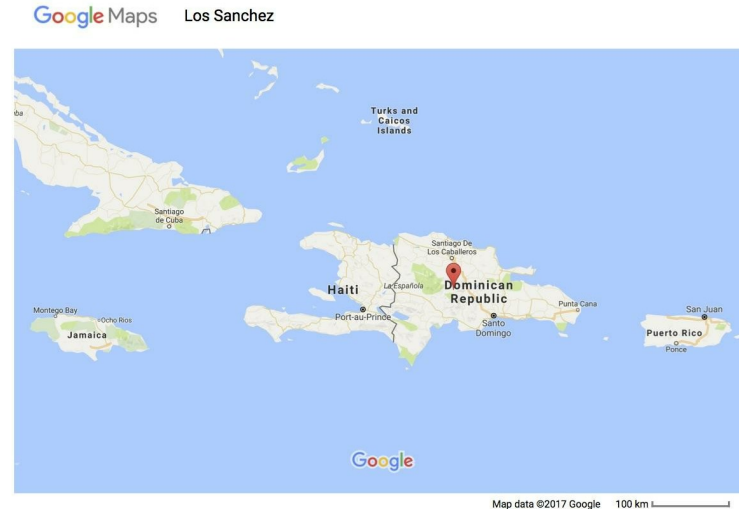 Google Maps Los Sanchez
Turks and
Caicos
Islands
Santiago
de Cuba
Santiago De
Los Caballeros
Haiti
La Española
Dominican
Republic
Port-au-Prince
Punta Cana
Santo
Domingo
Montego Bay
Ocho Rios
Jamaica
San Juan
Puerto Rico
Ponce
Google
Map data ©2017 Google 100 km